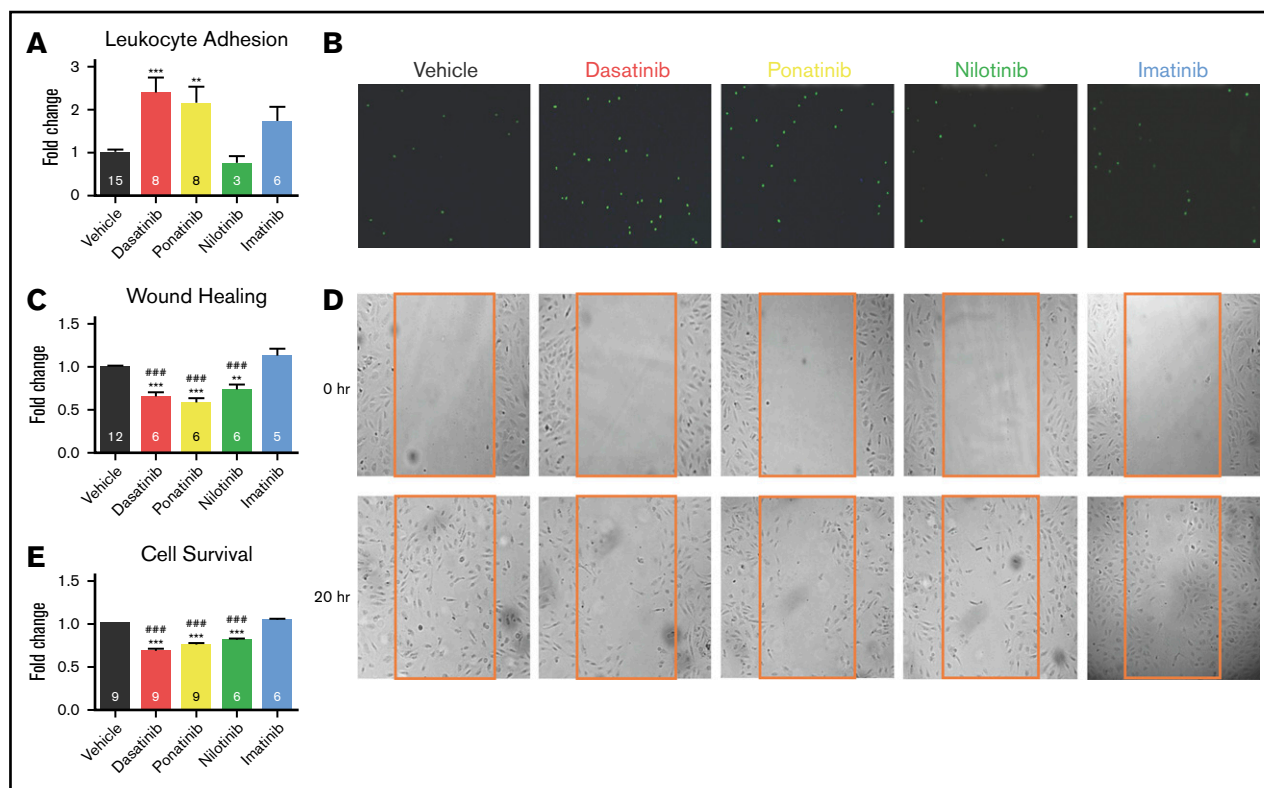 A
Leukocyte Adhesion
Fold change
3
2
1
0
***
**
15
8
8
3
6
Vehicle
Dasatinib
Ponatinib
Nilotinib
Imatinib
B
Vehicle
Dasatinib
Ponatinib
Nilotinib
Imatinib
C
Wound Healing
Fold change
1.5
1.0
0.5
0.0
###
***
###
***
###
**
12
6
6
6
5
Vehicle
Dasatinib
Ponatinib
Nilotinib
Imatinib
D
0 hr
20 hr
E
Cell Survival
Fold change
1.5
1.0
0.5
0.0
###
***
###
***
###
***
9
9
9
6
6
Vehicle
Dasatinib
Ponatinib
Nilotinib
Imatinib